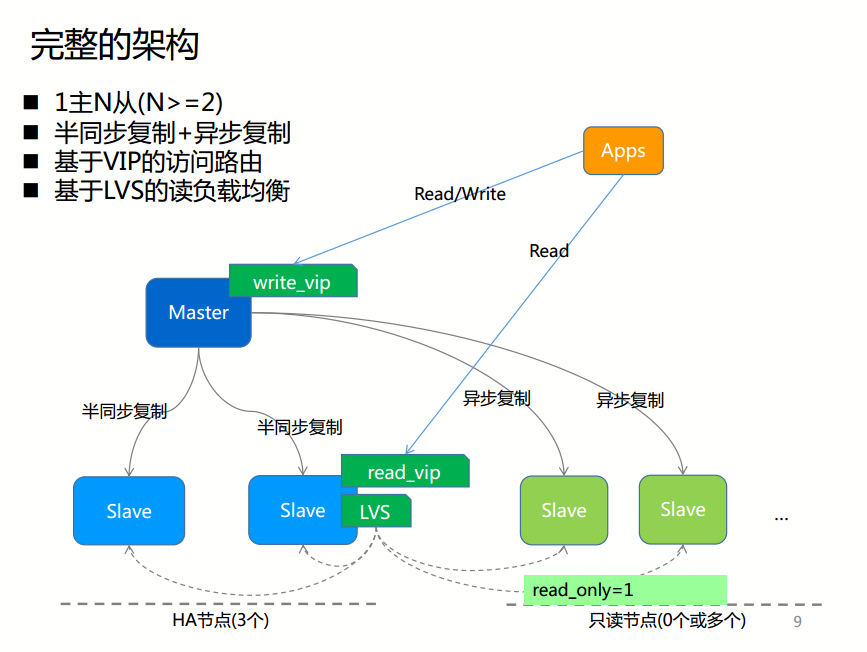 完整的架构
■ 1主N从(N>=2)
■ 半同步复制+异步复制
■ 基于VIP的访问路由
■ 基于LVS的读负载均衡
Apps
Read/Write
Read
write_vip
Master
半同步复制
半同步复制
异步复制
异步复制
read_vip
Slave
Slave
LVS
Slave
Slave
...
read_only=1
HA节点(3个)
只读节点(0个或多个)
9